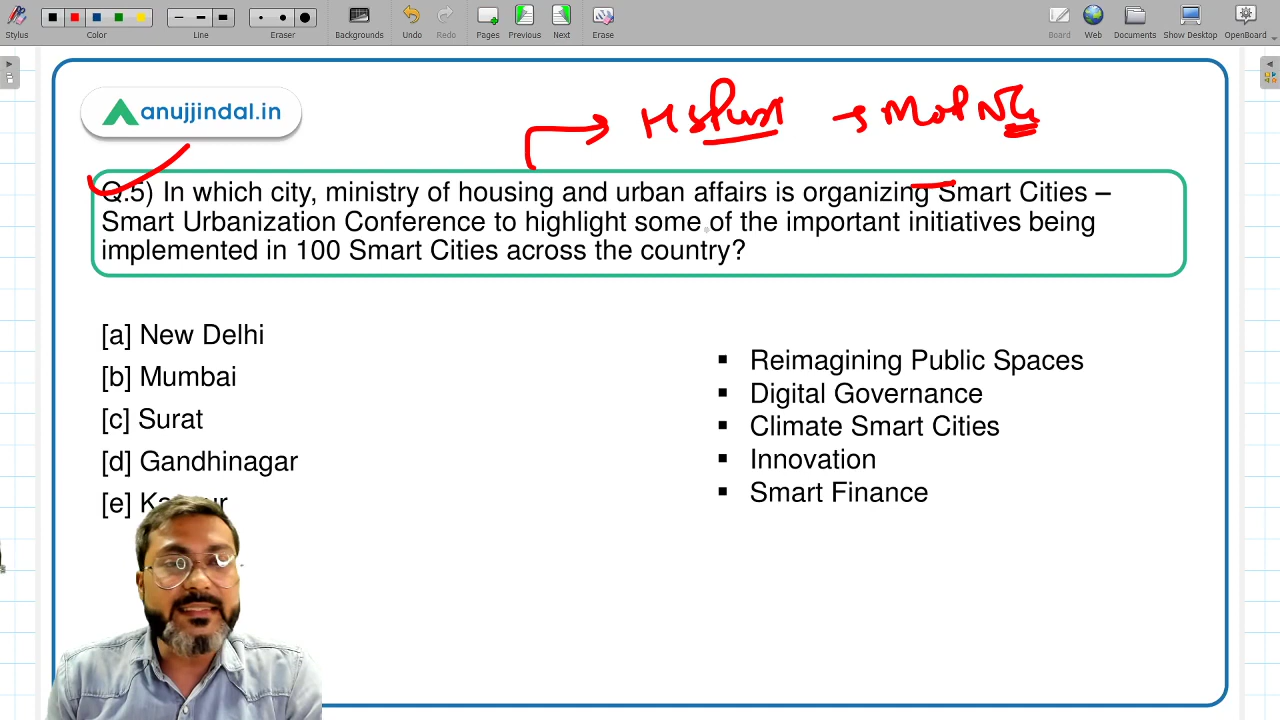 Stylus
Color
Line
Eraser
Backgrounds
Undo
Redo
Pages
Previous
Next
Erase
Board
Web
Documents
Show Desktop
OpenBoard
anujjindal.in
Q.5) In which city, ministry of housing and urban affairs is organizing Smart Cities –
Smart Urbanization Conference to highlight some of the important initiatives being
implemented in 100 Smart Cities across the country?
[a] New Delhi
[b] Mumbai
[c] Surat
[d] Gandhinagar
[e]
▪ Reimagining Public Spaces
▪ Digital Governance
▪ Climate Smart Cities
▪ Innovation
▪ Smart Finance